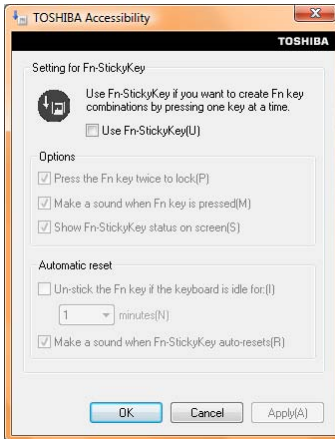 TOSHIBA Accessibility
TOSHIBA
Setting for Fn-StickyKey
Use Fn-StickyKey if you want to create Fn key
combinations by pressing one key at a time.
Use Fn-StickyKey(U)
Options
Press the Fn key twice to lock(P)
Make a sound when Fn key is pressed(M)
Show Fn-StickyKey status on screen(S)
Automatic reset
Un-stick the Fn key if the keyboard is idle for:(I)
1 minutes(N)
Make a sound when Fn-StickyKey auto-resets(R)
OK Cancel Apply(A)